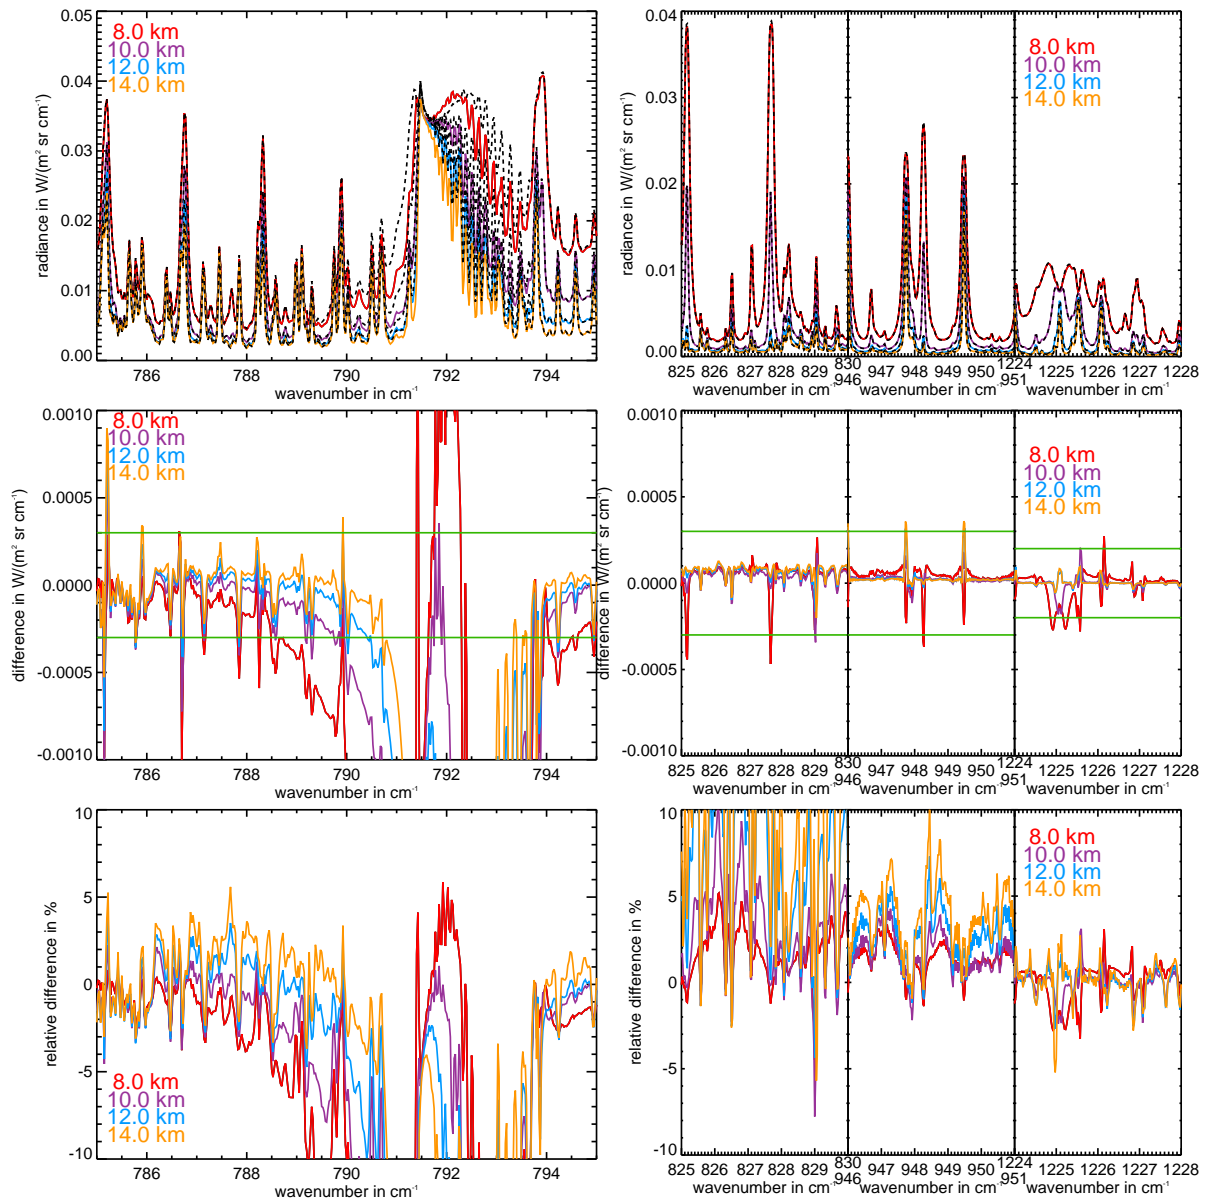 8.0 km
10.0 km
12.0 km
14.0 km
radiance in W/(m² sr cm⁻¹)
0.05
0.04
0.03
0.02
0.01
0.00
786
788
790
792
794
wavenumber in cm⁻¹
8.0 km
10.0 km
12.0 km
14.0 km
radiance in W/(m² sr cm⁻¹)
0.04
0.03
0.02
0.01
0.00
825 826 827 828 829 830
946 947 948 949 950 951
1224 1225 1226 1227 1228
wavenumber in cm⁻¹
wavenumber in cm⁻¹
wavenumber in cm⁻¹
8.0 km
10.0 km
12.0 km
14.0 km
difference in W/(m² sr cm⁻¹)
0.0010
0.0005
0.0000
-0.0005
-0.0010
786
788
790
792
794
wavenumber in cm⁻¹
8.0 km
10.0 km
12.0 km
14.0 km
difference in W/(m² sr cm⁻¹)
0.0010
0.0005
0.0000
-0.0005
-0.0010
825 826 827 828 829 830
946 947 948 949 950 951
1224 1225 1226 1227 1228
wavenumber in cm⁻¹
wavenumber in cm⁻¹
wavenumber in cm⁻¹
8.0 km
10.0 km
12.0 km
14.0 km
relative difference in %
10
5
0
-5
-10
786
788
790
792
794
wavenumber in cm⁻¹
8.0 km
10.0 km
12.0 km
14.0 km
relative difference in %
10
5
0
-5
-10
825 826 827 828 829 830
946 947 948 949 950 951
1224 1225 1226 1227 1228
wavenumber in cm⁻¹
wavenumber in cm⁻¹
wavenumber in cm⁻¹